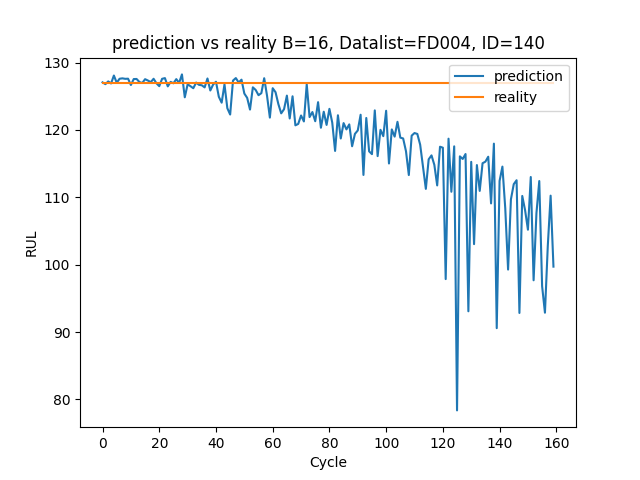 prediction vs reality B=16, Datalist=FD004, ID=140
prediction
reality
130
120
110
100
90
80
RUL
0 20 40 60 80 100 120 140 160
Cycle